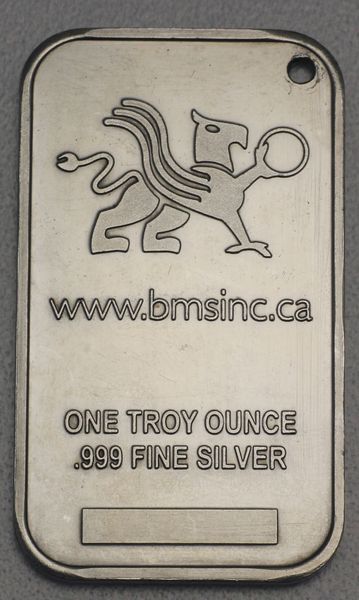 www.bmsinc.ca
ONE TROY OUNCE
.999 FINE SILVER